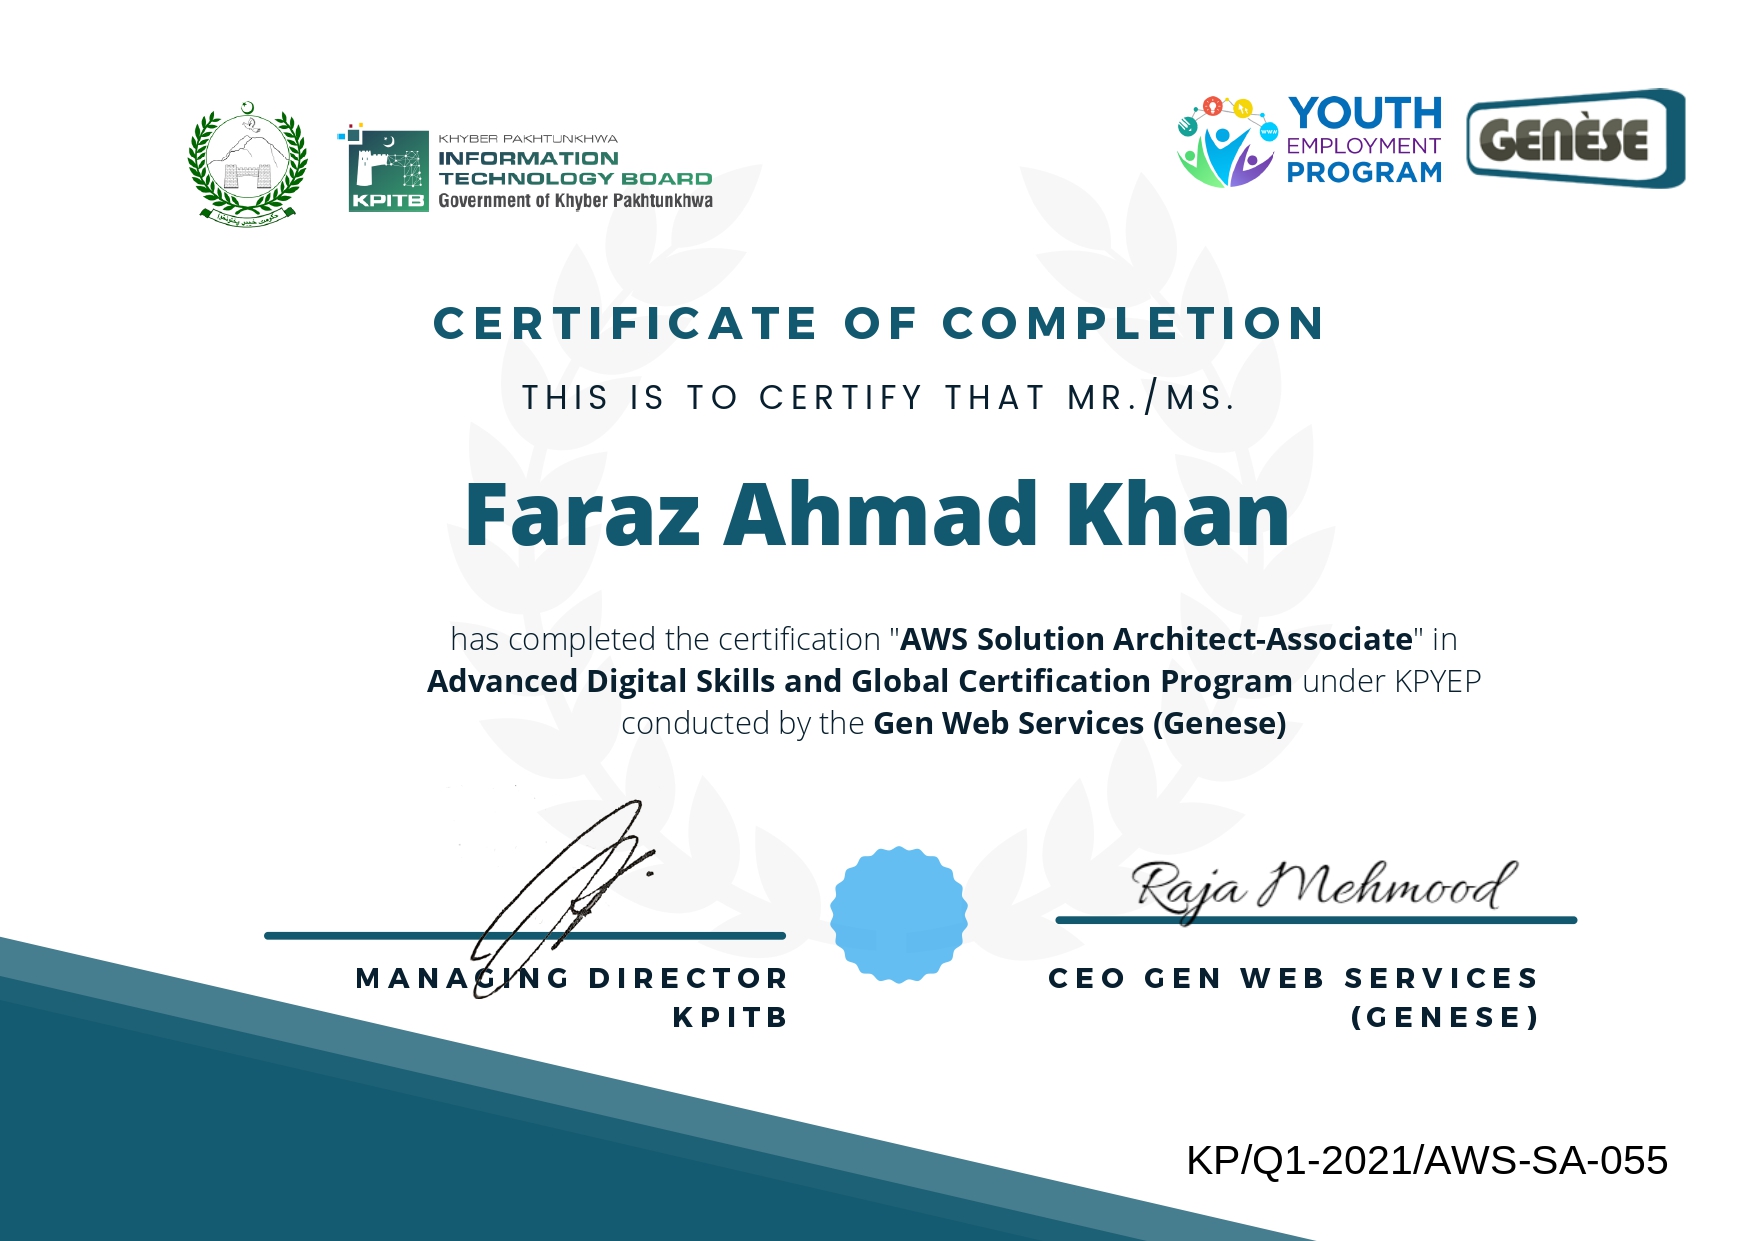 KHYBER PAKHTUNKHWA
INFORMATION
TECHNOLOGY BOARD
Government of Khyber Pakhtunkhwa
KPITB
YOUTH
EMPLOYMENT
PROGRAM
www
GENÈSE
CERTIFICATE OF COMPLETION
THIS IS TO CERTIFY THAT MR./MS.
Faraz Ahmad Khan
has completed the certification "AWS Solution Architect-Associate" in
Advanced Digital Skills and Global Certification Program under KPYEP
conducted by the Gen Web Services (Genese)
Raja Mehmood
MANAGING DIRECTOR
KPITB
CEO GEN WEB SERVICES
(GENESE)
KP/Q1-2021/AWS-SA-055